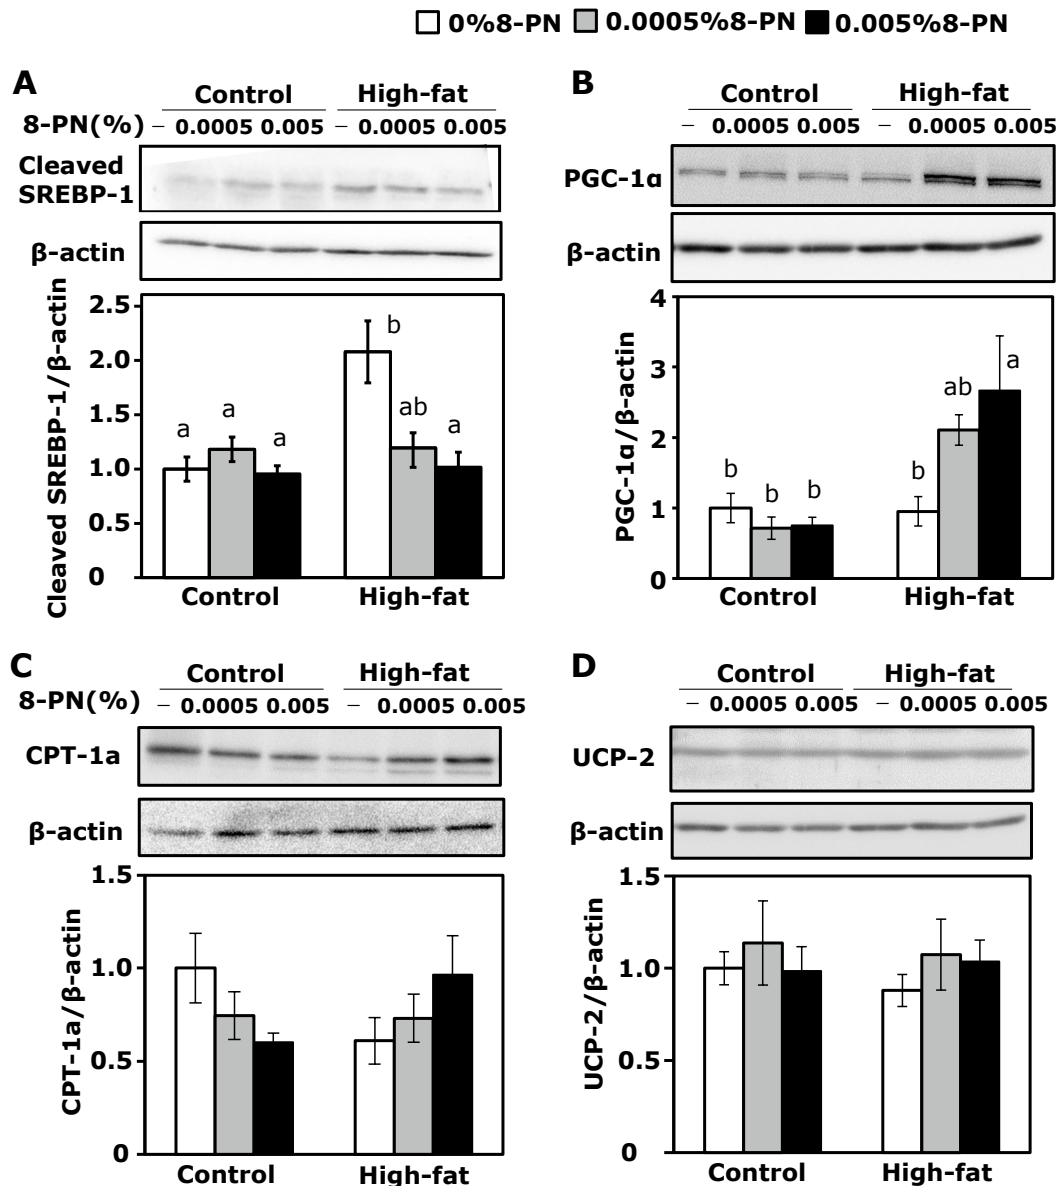 0%8-PN 0.0005%8-PN 0.005%8-PN
A
Control High-fat
8-PN(%) – 0.0005 0.005 – 0.0005 0.005
Cleaved
SREBP-1
β-actin
Cleaved SREBP-1/β-actin
2.5
2.0
1.5
1.0
0.5
0
a
a
a
b
ab
a
Control High-fat
B
Control High-fat
– 0.0005 0.005 – 0.0005 0.005
PGC-1α
β-actin
PGC-1α/β-actin
4
3
2
1
0
b
b
b
b
ab
a
Control High-fat
C
Control High-fat
8-PN(%) – 0.0005 0.005 – 0.0005 0.005
CPT-1a
β-actin
CPT-1a/β-actin
1.5
1.0
0.5
0
Control High-fat
D
Control High-fat
– 0.0005 0.005 – 0.0005 0.005
UCP-2
β-actin
UCP-2/β-actin
1.5
1.0
0.5
0
Control High-fat